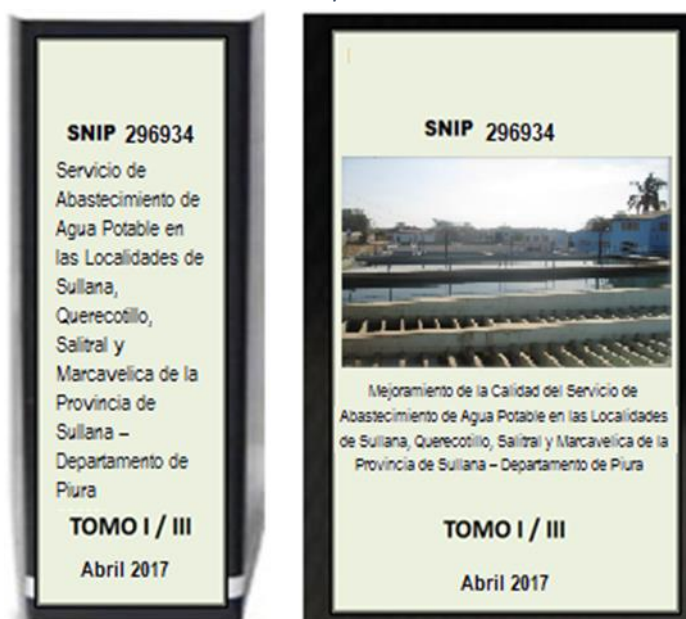 SNIP 296934
Servicio de
Abastecimiento de
Agua Potable en
las Localidades de
Sullana,
Querecotillo,
Salitral y
Marcavelica de la
Provincia de
Sullana –
Departamento de
Piura
TOMO I / III
Abril 2017
SNIP 296934
Mejoramiento de la Calidad del Servicio de
Abastecimiento de Agua Potable en las Localidades
de Sullana, Querecotillo, Salitral y Marcavelica de la
Provincia de Sullana – Departamento de Piura
TOMO I / III
Abril 2017